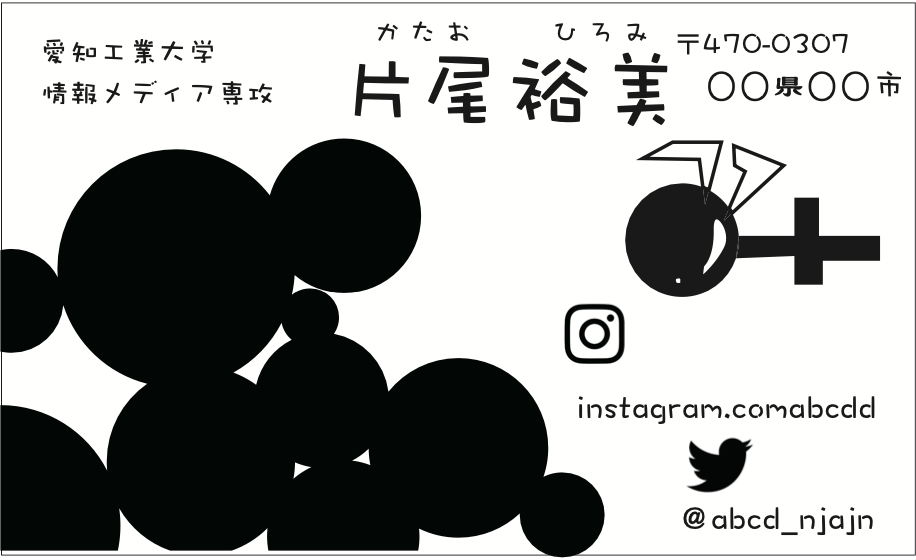 愛知工業大学
情報メディア専攻
かたお ひろみ
片尾裕美
〒470-0307
〇〇県〇〇市
instagram.comabcdd
@abcd_njajn